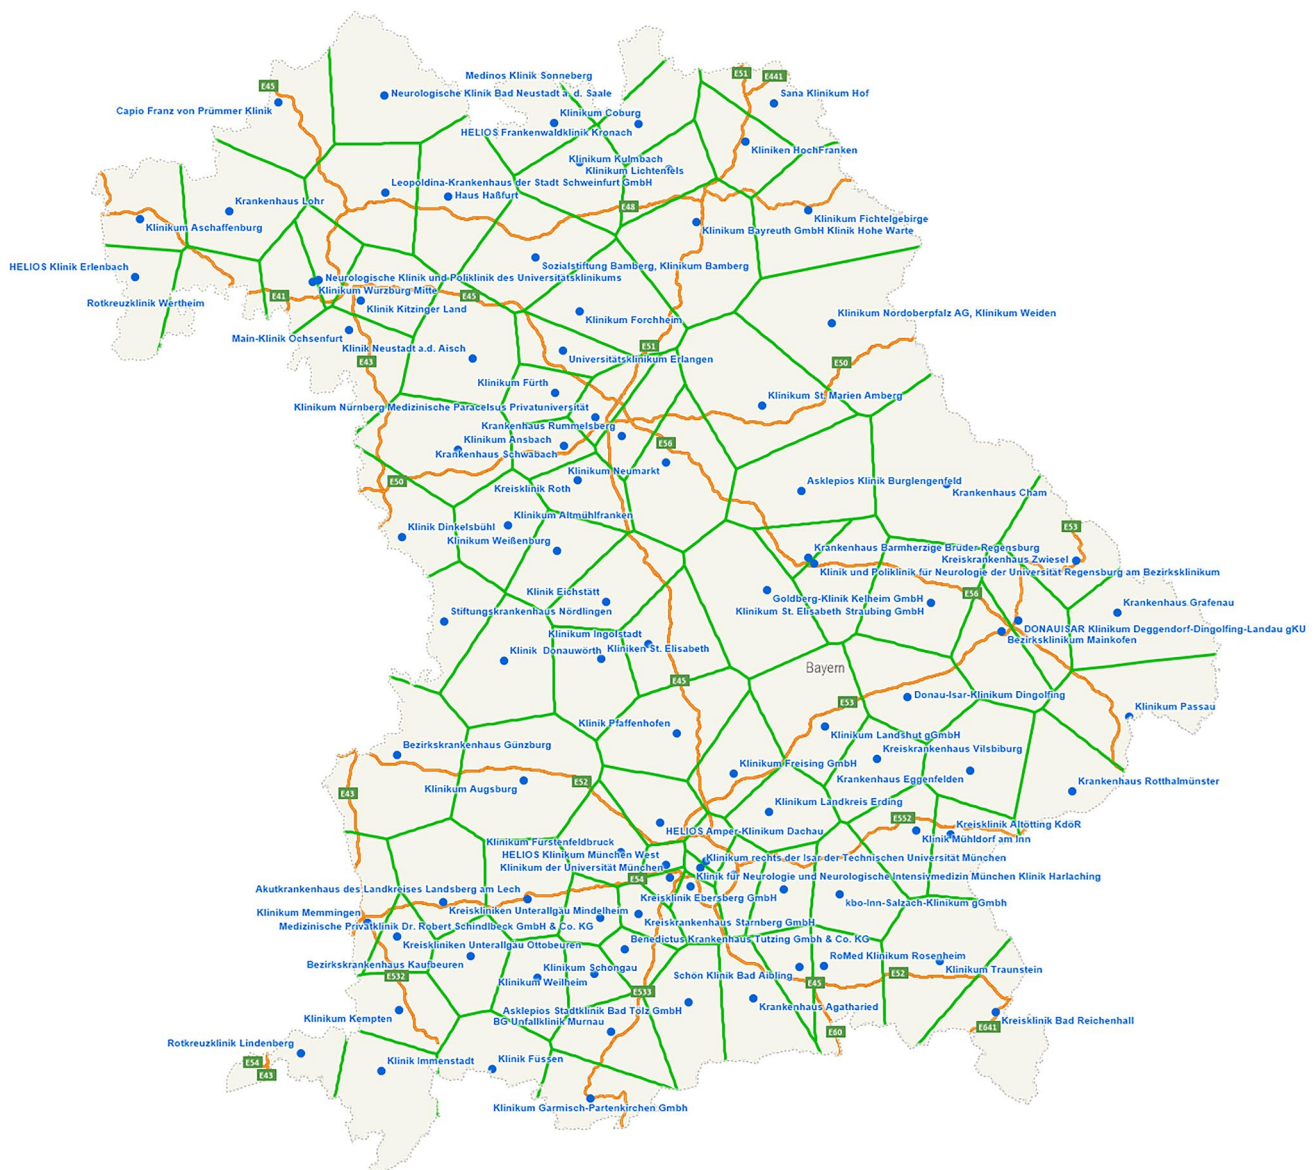 Medinos Klinik Sonneberg
E51
E441
E45
Neurologische Klinik Bad Neustadt a. d. Saale
Sana Klinikum Hof
Capio Franz von Prümmer Klinik
Klinikum Coburg
HELIOS Frankenwaldklinik Kronach
Kliniken HochFranken
Klinikum Kulmbach
Klinikum Lichtenfels
Leopoldina-Krankenhaus der Stadt Schweinfurt GmbH
Haus Haßfurt
Krankenhaus Lohr
E48
Klinikum Fichtelgebirge
Klinikum Aschaffenburg
Klinikum Bayreuth GmbH Klinik Hohe Warte
HELIOS Klinik Erlenbach
Sozialstiftung Bamberg, Klinikum Bamberg
Neurologische Klinik und Poliklinik des Universitätsklinikums
Klinikum Würzburg Mitte
E41
E45
Rotkreuzklinik Wertheim
Klinik Kitzinger Land
Klinikum Forchheim
Klinikum Nordoberpfalz AG, Klinikum Weiden
Main-Klinik Ochsenfurt
Klinik Neustadt a.d. Aisch
E51
Universitätsklinikum Erlangen
E43
E50
Klinikum Fürth
Klinikum St. Marien Amberg
Klinikum Nürnberg Medizinische Paracelsus Privatuniversität
Krankenhaus Rummelsberg
Klinikum Ansbach
E56
Krankenhaus Schwabach
Klinikum Neumarkt
E50
Kreisklinik Roth
Asklepios Klinik Burglengenfeld
Krankenhaus Cham
Klinikum Altmühlfranken
Klinik Dinkelsbühl
E53
Klinikum Weißenburg
Krankenhaus Barmherzige Brüder Regensburg
Kreiskrankenhaus Zwiesel
Klinik und Poliklinik für Neurologie der Universität Regensburg am Bezirksklinikum
Klinik Eichstätt
Goldberg-Klinik Kelheim GmbH
E56
Krankenhaus Grafenau
Stiftungskrankenhaus Nördlingen
Klinikum St. Elisabeth Straubing GmbH
DONAUISAR Klinikum Deggendorf-Dingolfing-Landau gKU
Klinikum Ingolstadt
Bezirksklinikum Mainkofen
Klinik Donauwörth
Kliniken St. Elisabeth
Bayern
E45
Donau-Isar-Klinikum Dingolfing
E53
Klinikum Passau
Klinik Pfaffenhofen
Klinikum Landshut gGmbH
Bezirkskrankenhaus Günzburg
Kreiskrankenhaus Vilsbiburg
Klinikum Freising GmbH
Krankenhaus Eggenfelden
Krankenhaus Rotthalmünster
E52
Klinikum Augsburg
E43
Klinikum Landkreis Erding
E552
Kreisklinik Altötting KdöR
HELIOS Amper-Klinikum Dachau
Klinik Mühldorf am Inn
Klinikum Fürstenfeldbruck
HELIOS Klinikum München West
Klinikum rechts der Isar der Technischen Universität München
Klinikum der Universität München
E54
Klinik für Neurologie und Neurologische Intensivmedizin München Klinik Harlaching
Akutkrankenhaus des Landkreises Landsberg am Lech
Kreisklinik Ebersberg GmbH
kbo-Inn-Salzach-Klinikum gGmbh
Klinikum Memmingen
Kreiskliniken Unterallgäu Mindelheim
Kreiskrankenhaus Starnberg GmbH
Medizinische Privatklinik Dr. Robert Schindlbeck GmbH & Co. KG
Benedictus Krankenhaus Tutzing Gmbh & Co. KG
Kreiskliniken Unterallgäu Ottobeuren
RoMed Klinikum Rosenheim
Bezirkskrankenhaus Kaufbeuren
Klinikum Schongau
Klinikum Traunstein
E532
Schön Klinik Bad Aibling
E52
Klinikum Weilheim
E45
E533
Krankenhaus Agatharied
Asklepios Stadtklinik Bad Tölz GmbH
Klinikum Kempten
BG Unfallklinik Murnau
Kreisklinik Bad Reichenhall
E641
E60
Rotkreuzklinik Lindenberg
E54
Klinik Immenstadt
Klinik Füssen
E43
Klinikum Garmisch-Partenkirchen Gmbh